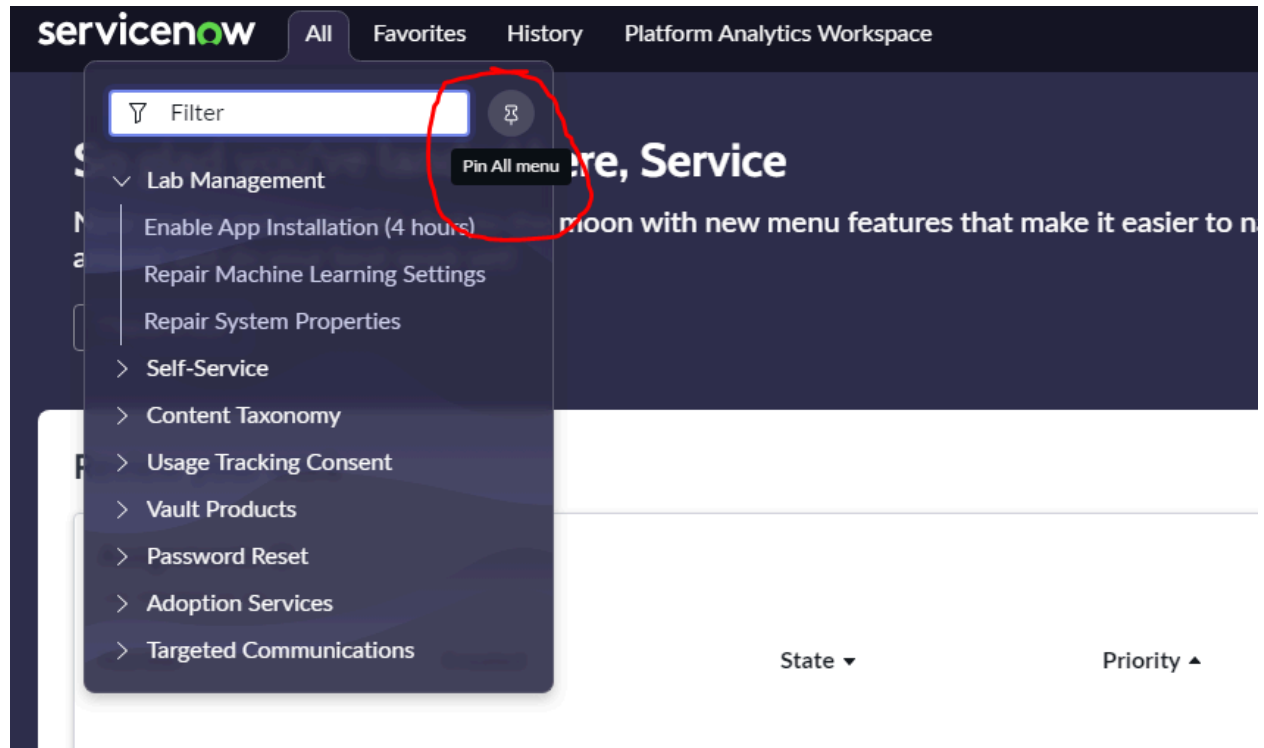 servicenow All Favorites History Platform Analytics Workspace
Filter
Pin All menu
ere, Service
moon with new menu features that make it easier to n
Lab Management
Enable App Installation (4 hours)
Repair Machine Learning Settings
Repair System Properties
Self-Service
Content Taxonomy
Usage Tracking Consent
Vault Products
Password Reset
Adoption Services
Targeted Communications
State
Priority